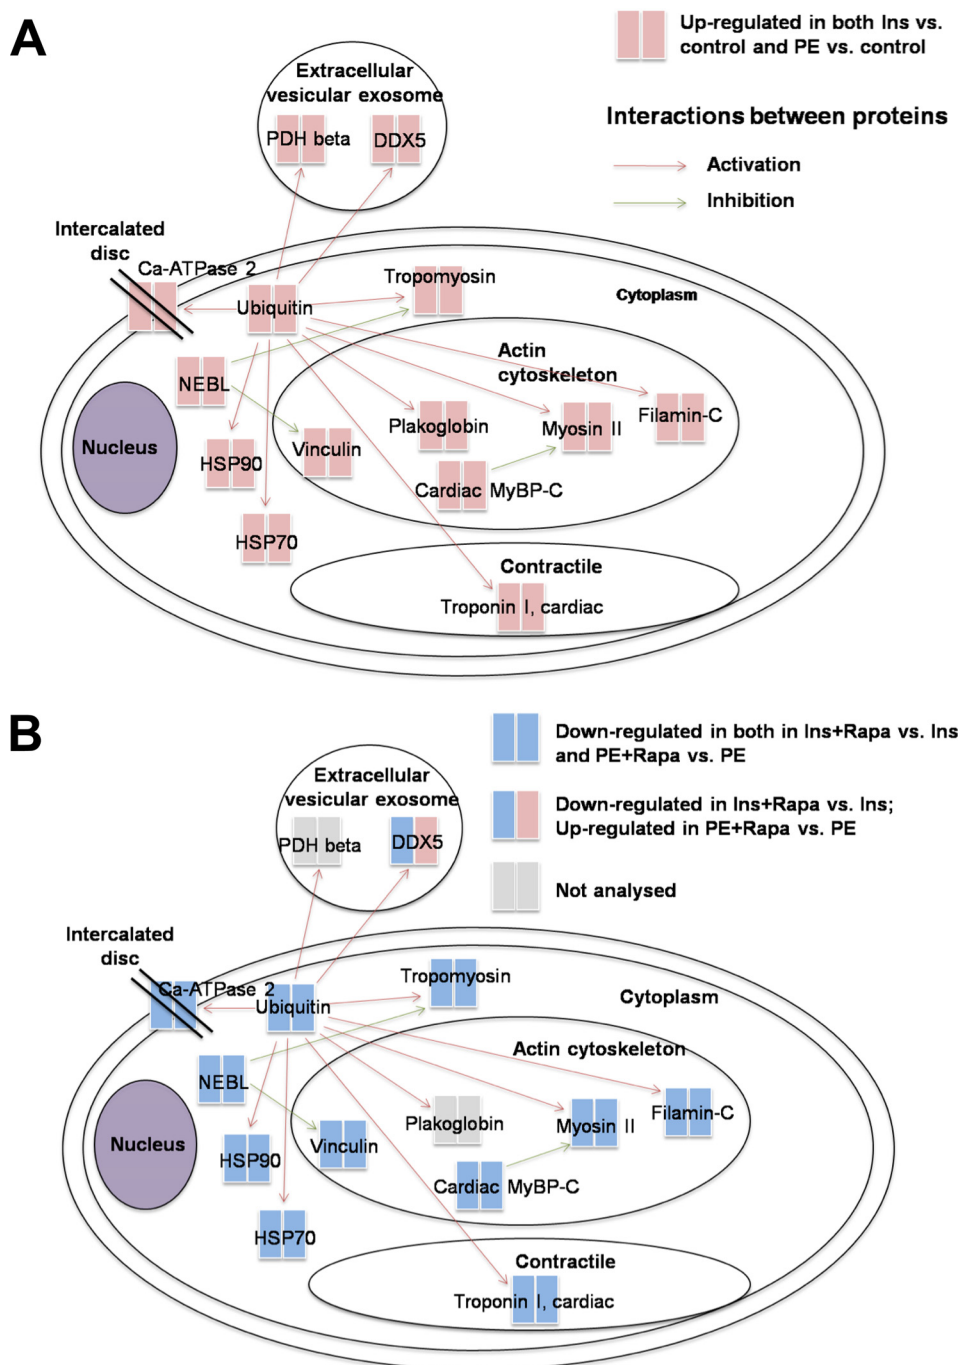 A
Up-regulated in both Ins vs.
control and PE vs. control
Extracellular
vesicular exosome
PDH beta
DDX5
Interactions between proteins
Activation
Inhibition
Intercalated
disc
Ca-ATPase 2
Ubiquitin
Tropomyosin
Cytoplasm
NEBL
Actin
cytoskeleton
Nucleus
HSP90
Vinculin
Plakoglobin
Myosin II
Filamin-C
Cardiac MyBP-C
HSP70
Contractile
Troponin I, cardiac
B
Down-regulated in both in Ins+Rapa vs. Ins
and PE+Rapa vs. PE
Extracellular
vesicular exosome
PDH beta
DDX5
Down-regulated in Ins+Rapa vs. Ins;
Up-regulated in PE+Rapa vs. PE
Not analysed
Intercalated
disc
Ca-ATPase 2
Ubiquitin
Tropomyosin
Cytoplasm
NEBL
Actin cytoskeleton
Nucleus
HSP90
Vinculin
Plakoglobin
Myosin II
Filamin-C
Cardiac MyBP-C
HSP70
Contractile
Troponin I, cardiac